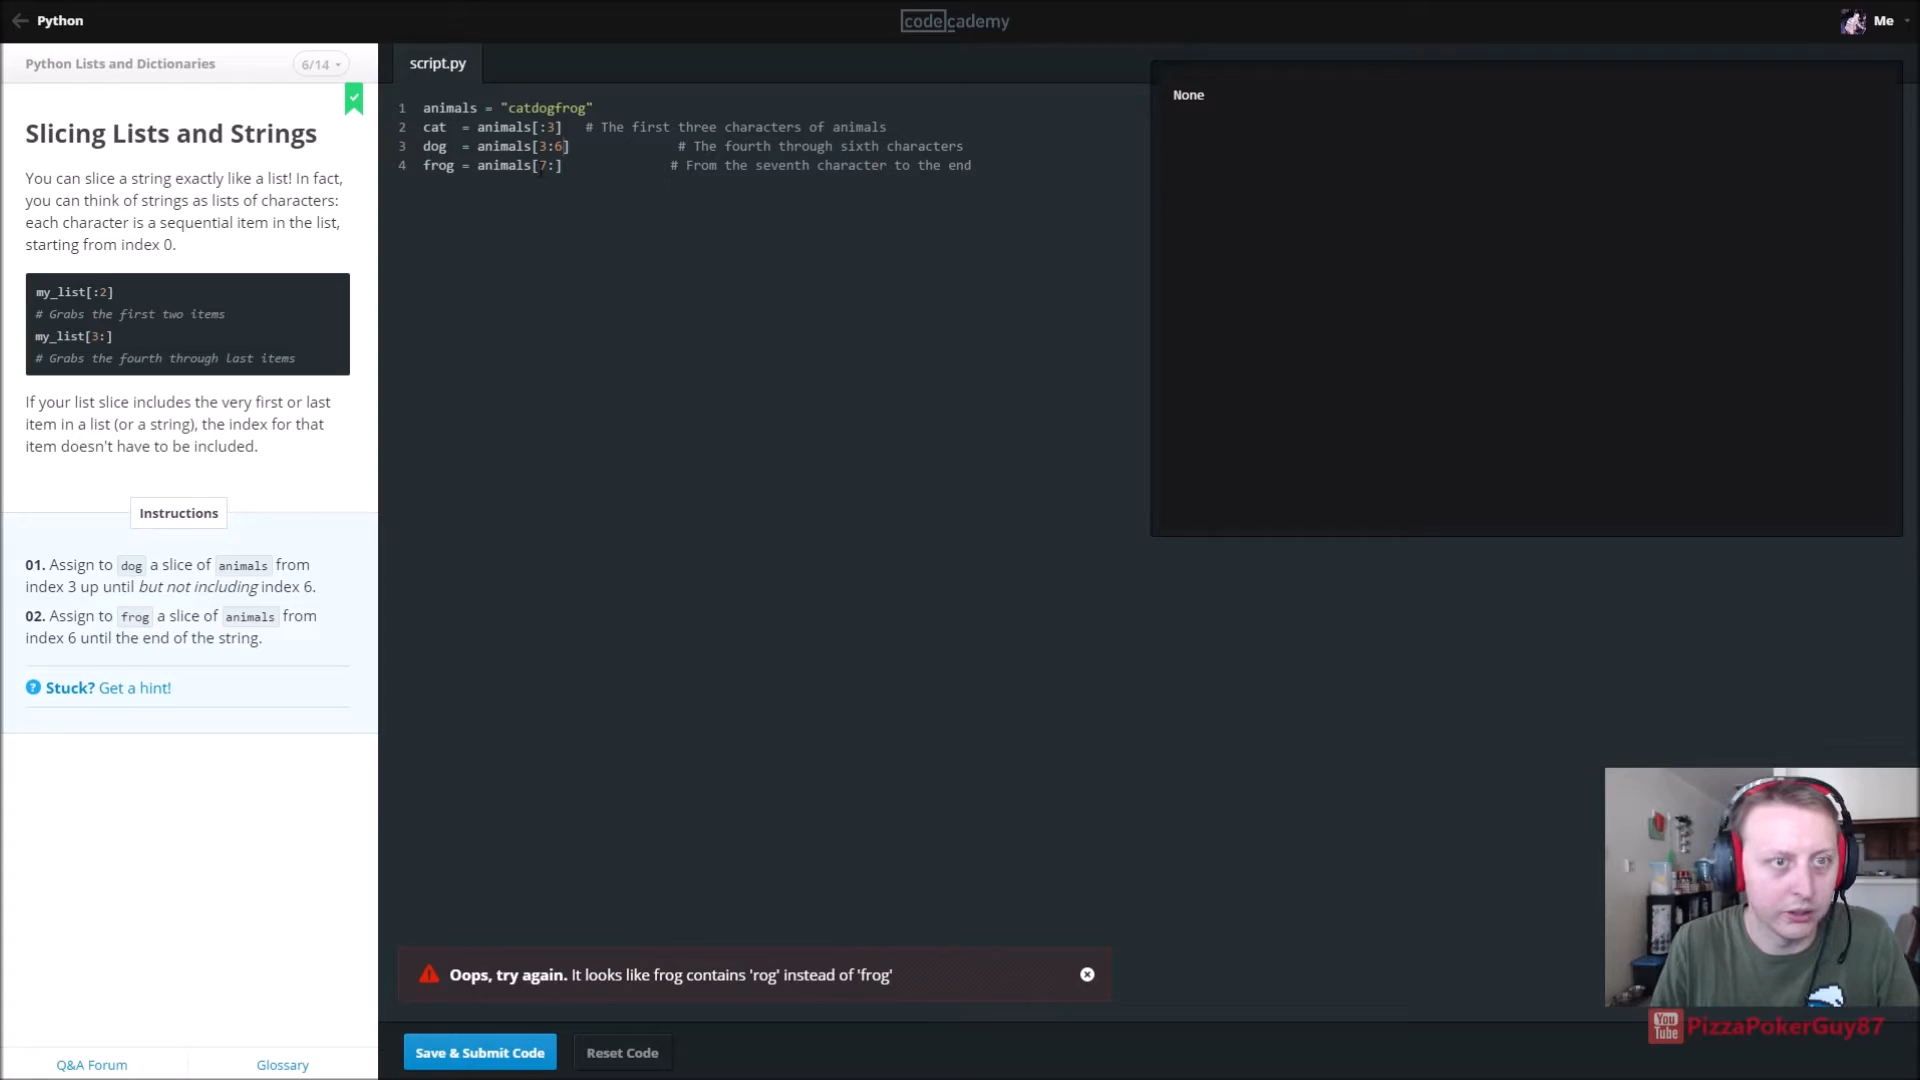 Python
codecademy
Me
Python Lists and Dictionaries
6/14
Slicing Lists and Strings
You can slice a string exactly like a list! In fact,
you can think of strings as lists of characters:
each character is a sequential item in the list,
starting from index 0.
my_list[:2]
# Grabs the first two items
my_list[3:]
# Grabs the fourth through last items
If your list slice includes the very first or last
item in a list (or a string), the index for that
item doesn't have to be included.
Instructions
01. Assign to dog a slice of animals from
index 3 up until but not including index 6.
02. Assign to frog a slice of animals from
index 6 until the end of the string.
Stuck? Get a hint!
Q&A Forum
Glossary
script.py
1 animals = "catdogfrog"
2 cat = animals[:3] # The first three characters of animals
3 dog = animals[3:6] # The fourth through sixth characters
4 frog = animals[7:] # From the seventh character to the end
None
Oops, try again. It looks like frog contains 'rog' instead of 'frog'
Save & Submit Code
Reset Code
You Tube PizzaPokerGuy87